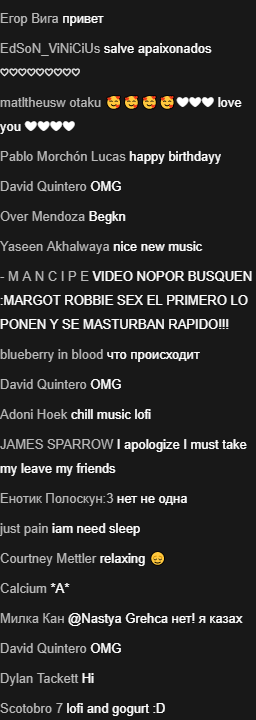 Егор Вига привет
EdSoN_ViNiCiUs salve apaixonados
♡♡♡♡♡♡♡♡♡
matltheusw otaku 🥰🥰🥰🥰🤍🤍🤍 love
you 🤍🤍🤍🤍
Pablo Morchón Lucas happy birthdayy
David Quintero OMG
Over Mendoza Begkn
Yaseen Akhalwaya nice new music
- M A N C I P E VIDEO NOPOR BUSQUEN
:MARGOT ROBBIE SEX EL PRIMERO LO
PONEN Y SE MASTURBAN RAPIDO!!!
blueberry in blood что происходит
David Quintero OMG
Adoni Hoek chill music lofi
JAMES SPARROW I apologize I must take
my leave my friends
Енотик Полоскун:3 нет не одна
just pain iam need sleep
Courtney Mettler relaxing 😌
Calcium *A*
Милка Кан @Nastya Grehca нет! я казах
David Quintero OMG
Dylan Tackett Hi
Scotobro 7 lofi and gogurt :D